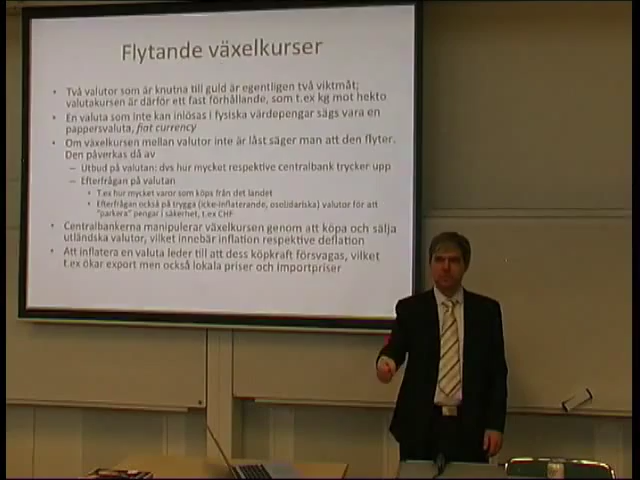 Flytande växelkurser
• Två valutor som är knutna till guld är egentligen två viktmått;
valutakursen är därför ett fast förhållande, som t.ex kg mot hekto
• En valuta som inte kan inlösas i fysiska värdepengar sägs vara en
pappersvaluta, fiat currency
• Om växelkursen mellan valutor inte är låst säger man att den flyter.
Den påverkas då av
– Utbud på valutan: dvs hur mycket respektive centralbank trycker upp
– Efterfrågan på valutan
• T.ex hur mycket varor som köps från det landet
• Efterfrågan också på trygga (icke-inflaterande, osolidariska) valutor för att
"parkera" pengar i säkerhet, t.ex CHF
• Centralbankerna manipulerar växelkursen genom att köpa och sälja
utländska valutor, vilket innebär inflation respektive deflation
• Att inflatera en valuta leder till att dess köpkraft försvagas, vilket
t.ex ökar export men också lokala priser och importpriser